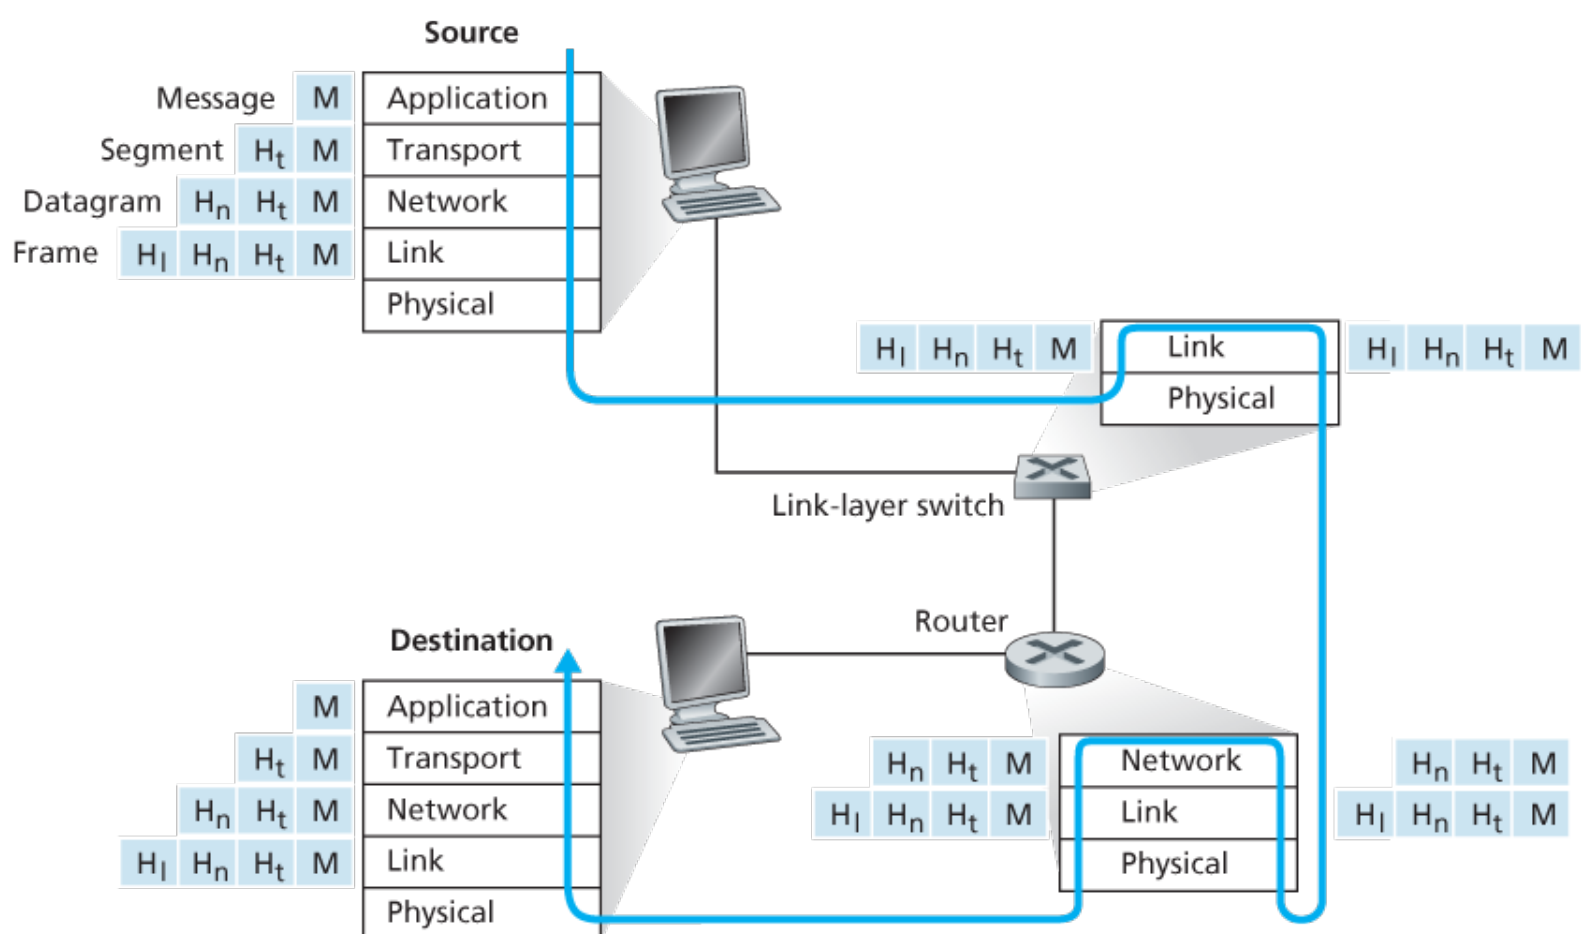 Source
Message M Application
Segment Ht M Transport
Datagram Hn Ht M Network
Frame Hl Hn Ht M Link
Physical
Hl Hn Ht M Link Hl Hn Ht M
Physical
Link-layer switch
Router
Destination
M Application
Ht M Transport
Hn Ht M Network
Hl Hn Ht M Link
Physical
Hn Ht M Network Hn Ht M
Hl Hn Ht M Link Hl Hn Ht M
Physical